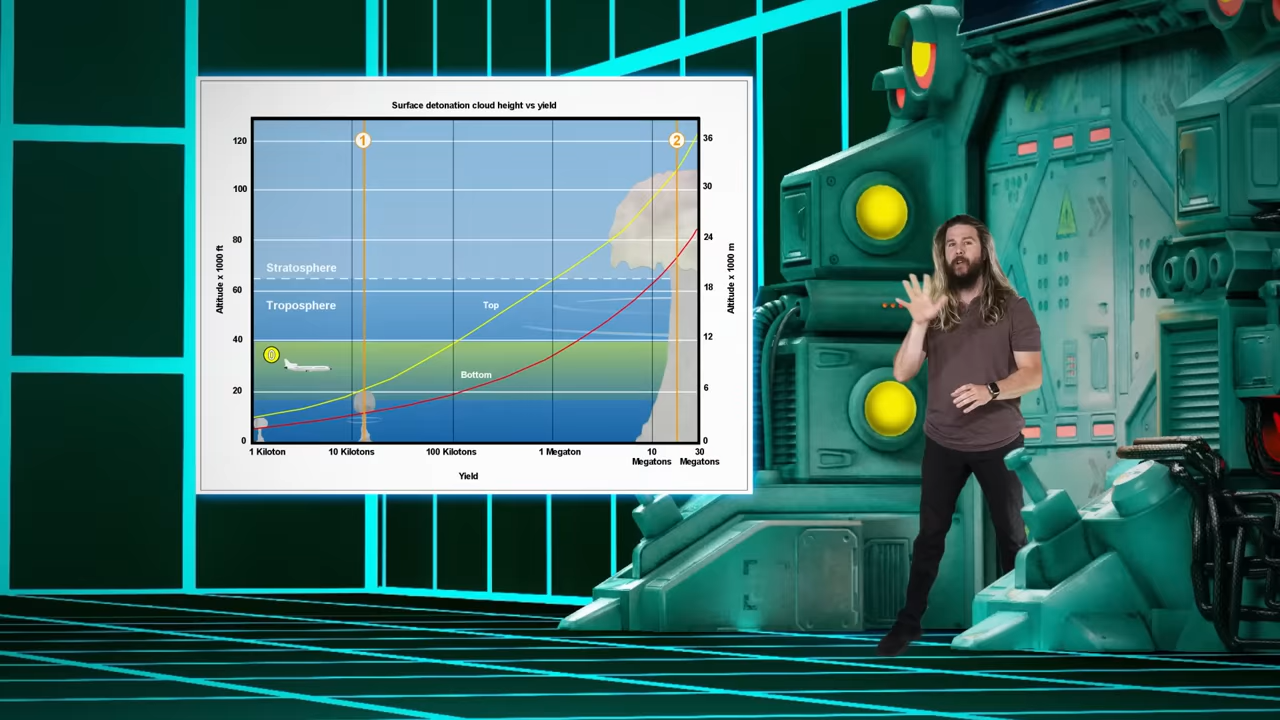 Surface detonation cloud height vs yield
120
100
80
60
40
20
0
Altitude x 1000 ft
36
30
24
18
12
6
0
Altitude x 1000 m
1
2
0
Stratosphere
Troposphere
Top
Bottom
1 Kiloton
10 Kilotons
100 Kilotons
1 Megaton
10
Megatons
30
Megatons
Yield